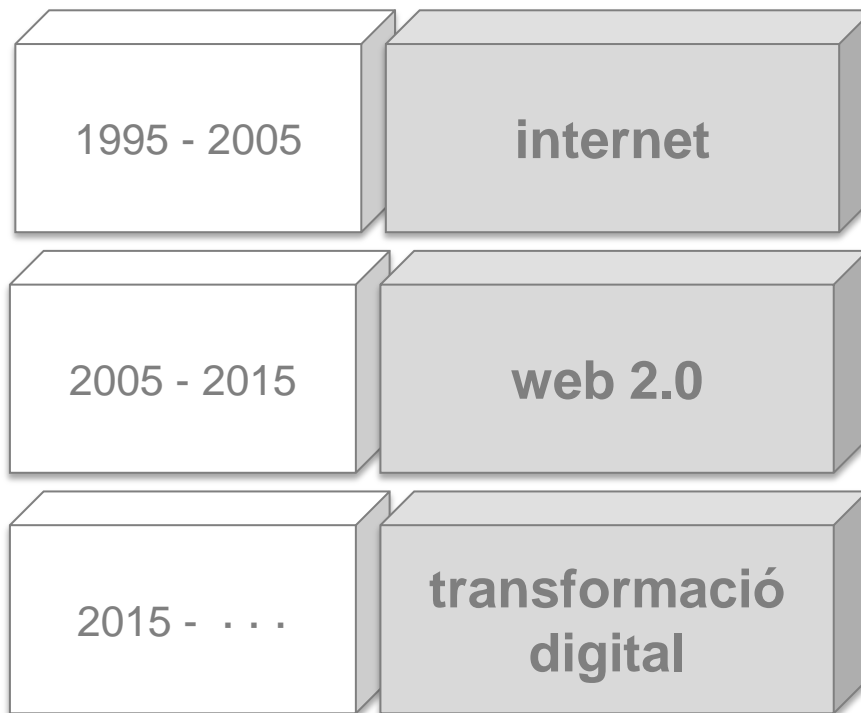 1995 - 2005
internet
2005 - 2015
web 2.0
2015 - · · ·
transformació
digital